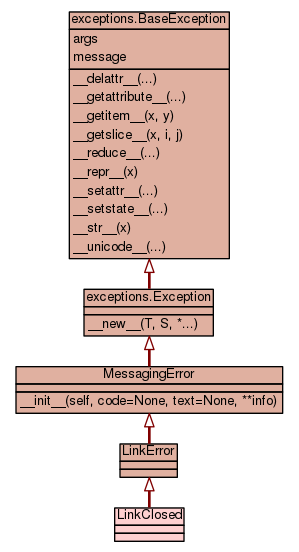 exceptions.BaseException
args
message
__delattr__(...)
__getattribute__(...)
__getitem__(x, y)
__getslice__(x, i, j)
__reduce__(...)
__repr__(x)
__setattr__(...)
__setstate__(...)
__str__(x)
__unicode__(...)
exceptions.Exception
__new__(T, S, *...)
MessagingError
__init__(self, code=None, text=None, **info)
LinkError
LinkClosed